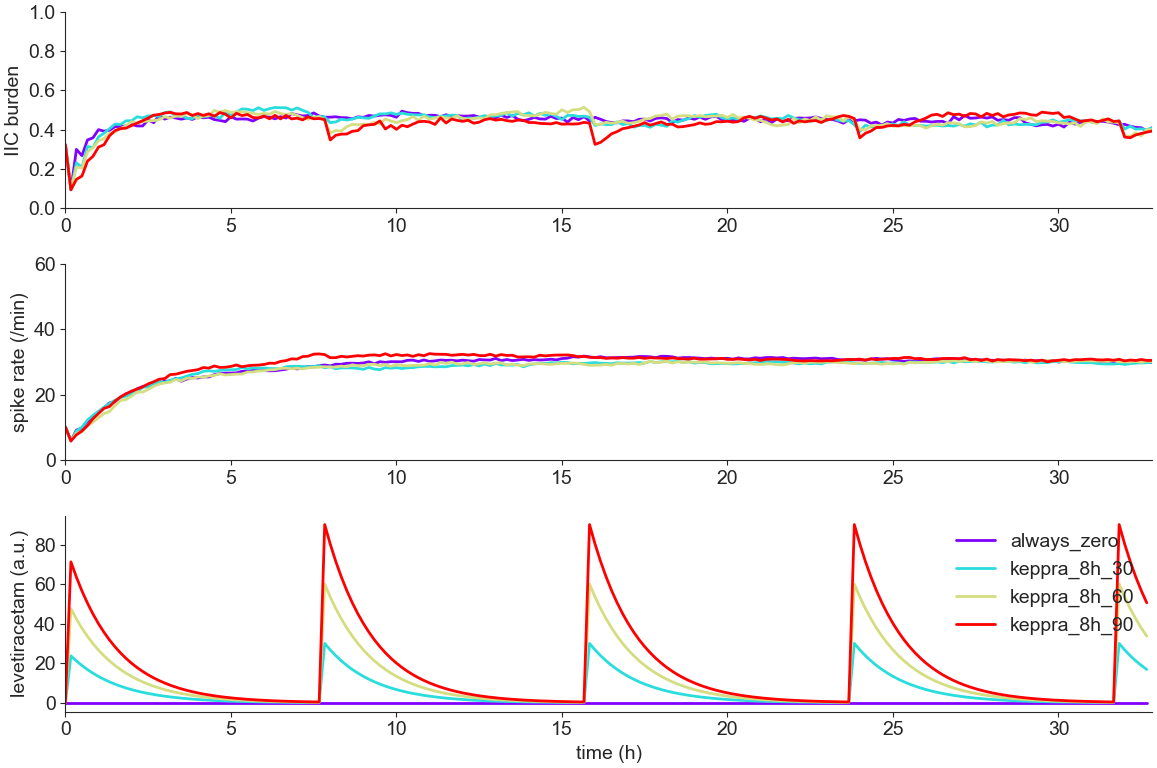 1.0
0.8
0.6
0.4
0.2
0.0
IIC burden
0 5 10 15 20 25 30
60
40
20
0
spike rate (/min)
0 5 10 15 20 25 30
80
60
40
20
0
levetiracetam (a.u.)
always_zero
keppra_8h_30
keppra_8h_60
keppra_8h_90
0 5 10 15 20 25 30
time (h)